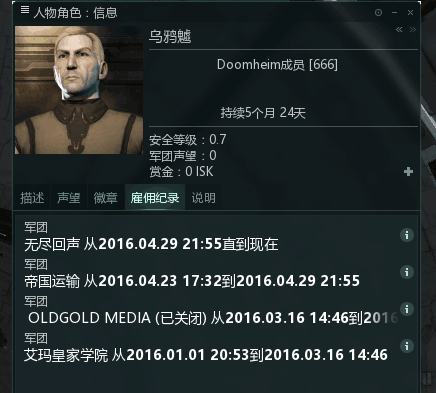 人物角色：信息
乌鸦魖
Doomheim成员 [666]
持续5个月 24天
安全等级：0.7
军团声望：0
赏金：0 ISK
描述 声望 徽章 雇佣纪录 说明
军团
无尽回声 从2016.04.29 21:55直到现在
军团
帝国运输 从2016.04.23 17:32到2016.04.29 21:55
军团
OLDGOLD MEDIA (已关闭) 从2016.03.16 14:46到2016
军团
艾玛皇家学院 从2016.01.01 20:53到2016.03.16 14:46